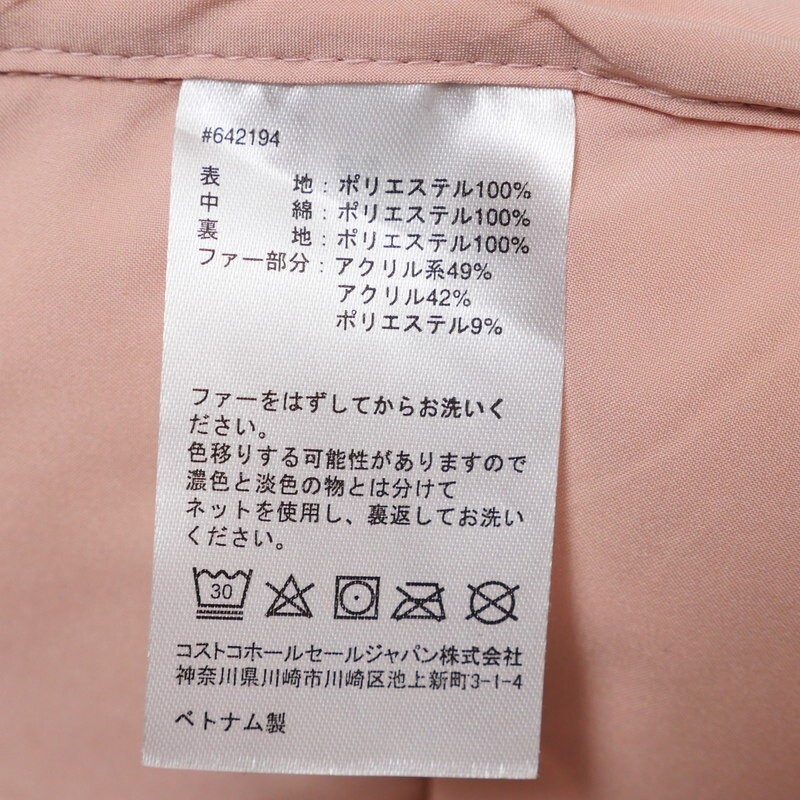 #642194
表　　　地：ポリエステル100%
中　　　綿：ポリエステル100%
裏　　　地：ポリエステル100%
ファー部分：アクリル系49%
アクリル42%
ポリエステル9%
ファーをはずしてからお洗いく
ださい。
色移りする可能性がありますので
濃色と淡色の物とは分けて
ネットを使用し、裏返してお洗い
ください。
30
コストコホールセールジャパン株式会社
神奈川県川崎市川崎区池上新町3-1-4
ベトナム製